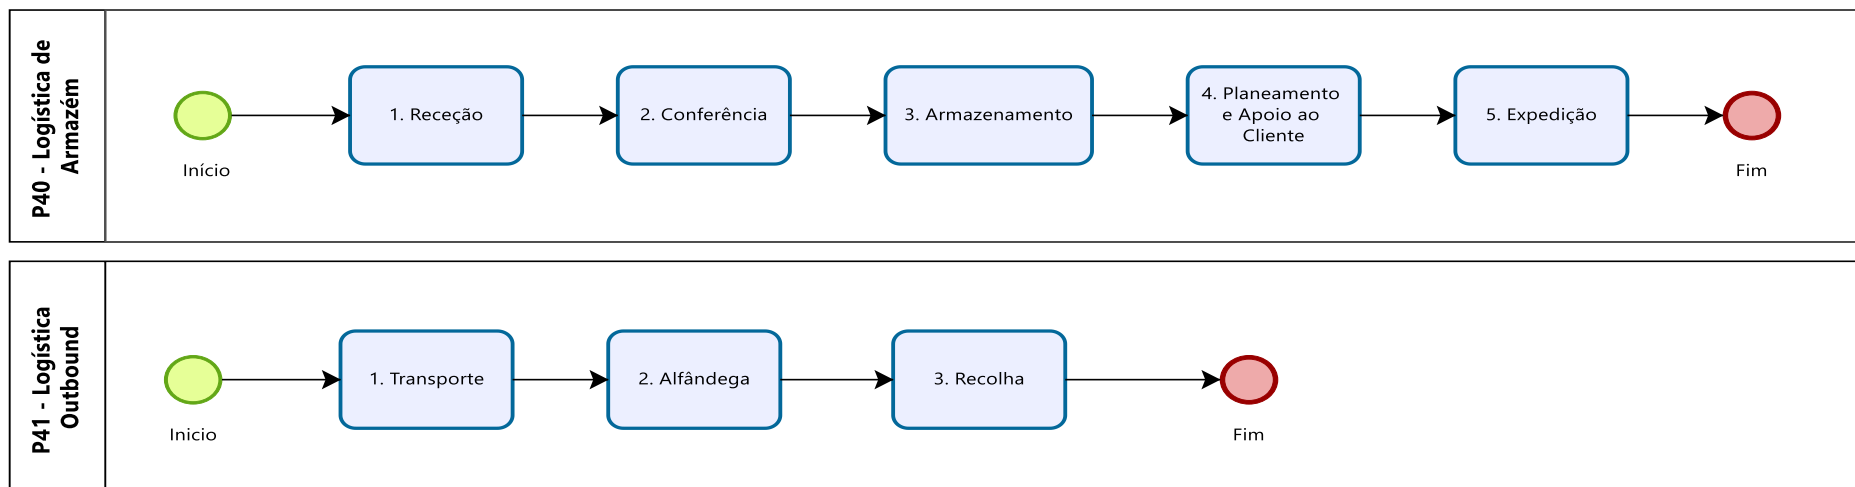 P40 - Logística de
Armazém
Início
1. Receção
2. Conferência
3. Armazenamento
4. Planeamento
e Apoio ao
Cliente
5. Expedição
Fim
P41 - Logística
Outbound
Inicio
1. Transporte
2. Alfândega
3. Recolha
Fim